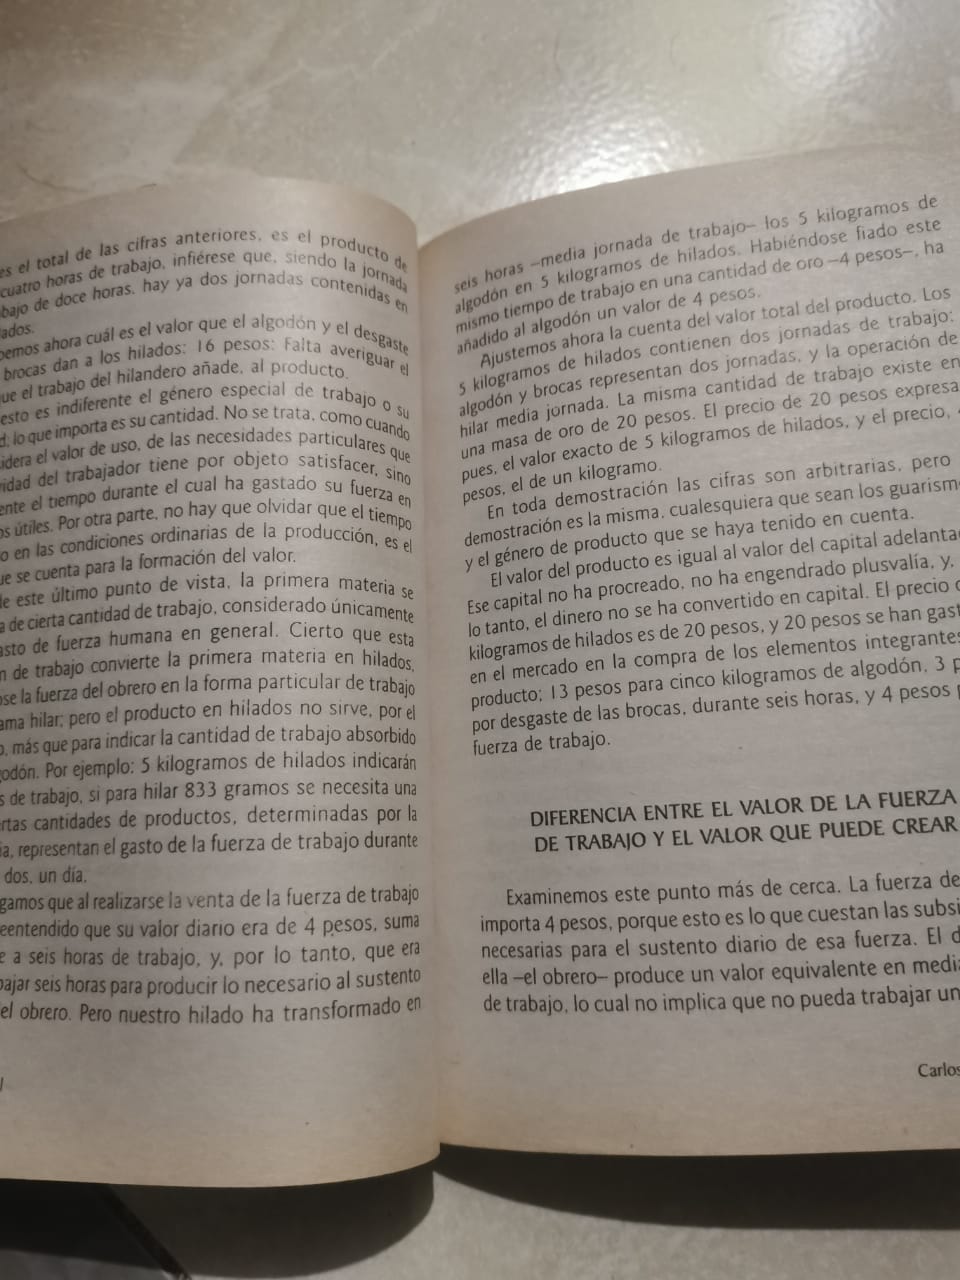 es el total de las cifras anteriores, es el producto de
cuatro horas de trabajo, infiérese que, siendo la jornada
bajo de doce horas, hay ya dos jornadas contenidas en
lados.
bemos ahora cuál es el valor que el algodón y el desgaste
brocas dan a los hilados: 16 pesos: Falta averiguar el
que el trabajo del hilandero añade, al producto.
esto es indiferente el género especial de trabajo o su
d; lo que importa es su cantidad. No se trata, como cuando
sidera el valor de uso, de las necesidades particulares que
vidad del trabajador tiene por objeto satisfacer, sino
ente el tiempo durante el cual ha gastado su fuerza en
os útiles. Por otra parte, no hay que olvidar que el tiempo
o en las condiciones ordinarias de la producción, es el
ue se cuenta para la formación del valor.
de este último punto de vista, la primera materia se
a de cierta cantidad de trabajo, considerado únicamente
asto de fuerza humana en general. Cierto que esta
n de trabajo convierte la primera materia en hilados,
ose la fuerza del obrero en la forma particular de trabajo
ama hilar; pero el producto en hilados no sirve, por el
o, más que para indicar la cantidad de trabajo absorbido
godón. Por ejemplo: 5 kilogramos de hilados indicarán
s de trabajo, si para hilar 833 gramos se necesita una
ertas cantidades de productos, determinadas por la
ia, representan el gasto de la fuerza de trabajo durante
dos, un día.
gamos que al realizarse la venta de la fuerza de trabajo
eentendido que su valor diario era de 4 pesos, suma
e a seis horas de trabajo, y, por lo tanto, que era
bajar seis horas para producir lo necesario al sustento
el obrero. Pero nuestro hilado ha transformado en
seis horas –media jornada de trabajo– los 5 kilogramos de
algodón en 5 kilogramos de hilados. Habiéndose fiado este
mismo tiempo de trabajo en una cantidad de oro –4 pesos–, ha
añadido al algodón un valor de 4 pesos.
Ajustemos ahora la cuenta del valor total del producto. Los
5 kilogramos de hilados contienen dos jornadas de trabajo:
algodón y brocas representan dos jornadas, y la operación de
hilar media jornada. La misma cantidad de trabajo existe en
una masa de oro de 20 pesos. El precio de 20 pesos expresa
pues, el valor exacto de 5 kilogramos de hilados, y el precio,
pesos, el de un kilogramo.
En toda demostración las cifras son arbitrarias, pero
demostración es la misma, cualesquiera que sean los guarism
y el género de producto que se haya tenido en cuenta.
El valor del producto es igual al valor del capital adelanta
Ese capital no ha procreado, no ha engendrado plusvalía, y,
lo tanto, el dinero no se ha convertido en capital. El precio
kilogramos de hilados es de 20 pesos, y 20 pesos se han gast
en el mercado en la compra de los elementos integrantes
producto; 13 pesos para cinco kilogramos de algodón, 3 p
por desgaste de las brocas, durante seis horas, y 4 pesos
fuerza de trabajo.
DIFERENCIA ENTRE EL VALOR DE LA FUERZA
DE TRABAJO Y EL VALOR QUE PUEDE CREAR
Examinemos este punto más de cerca. La fuerza de
importa 4 pesos, porque esto es lo que cuestan las subsi
necesarias para el sustento diario de esa fuerza. El d
ella –el obrero– produce un valor equivalente en medi
de trabajo, lo cual no implica que no pueda trabajar un
Carlos